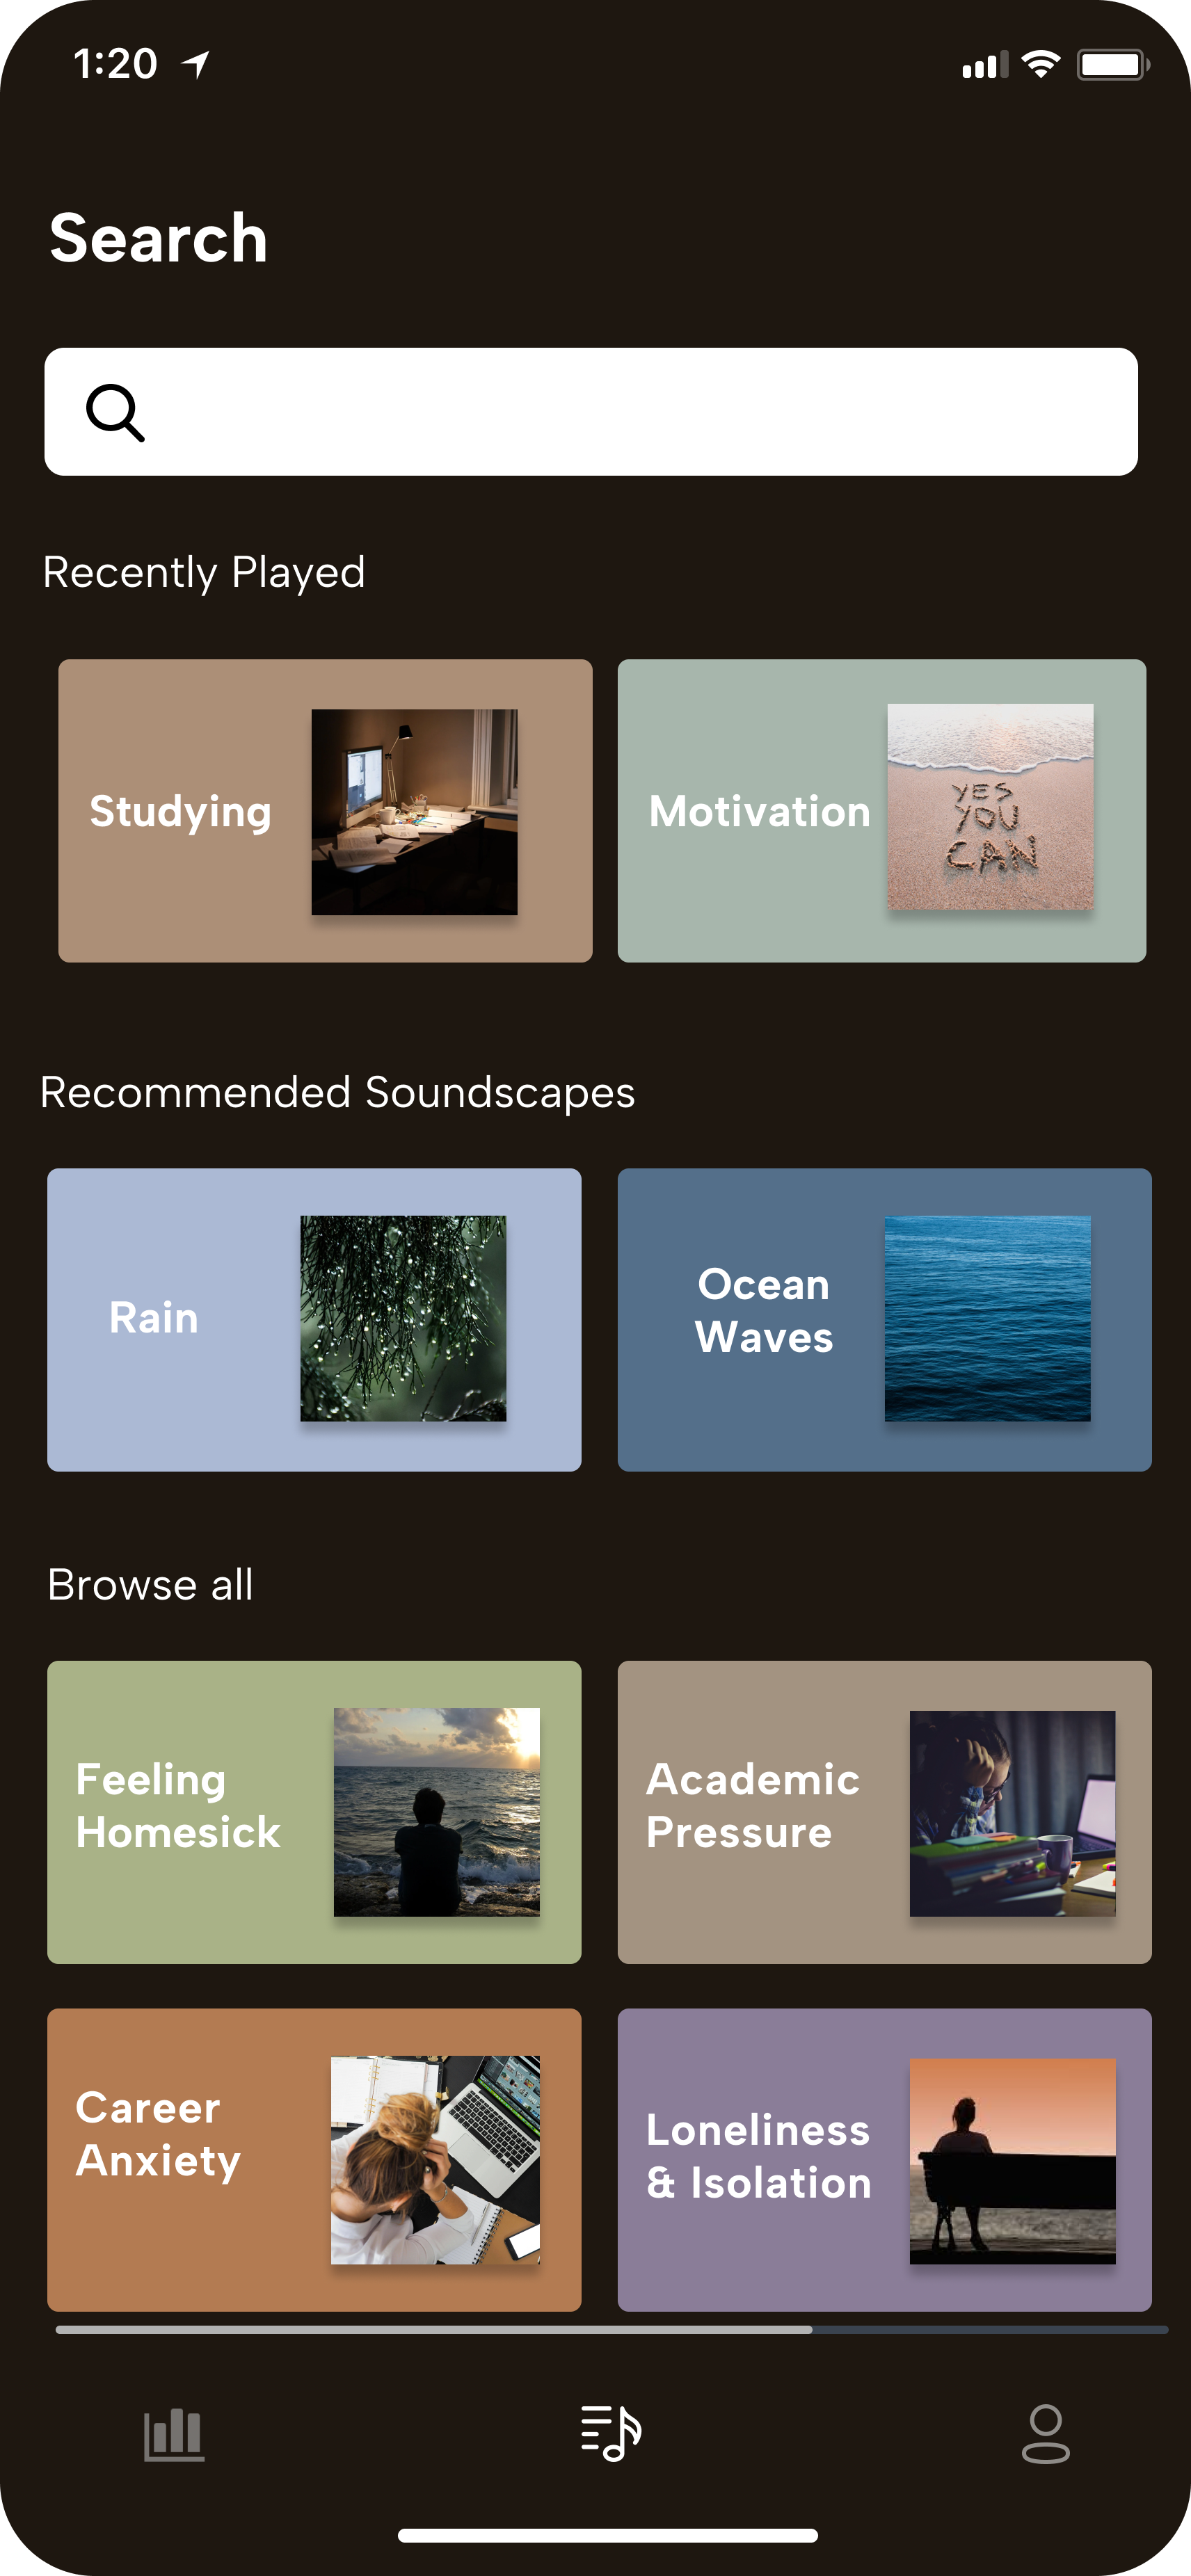 1:20
Search
Recently Played
Studying
Motivation
YES
YOU
CAN
Recommended Soundscapes
Rain
Ocean
Waves
Browse all
Feeling
Homesick
Academic
Pressure
Career
Anxiety
Loneliness
& Isolation